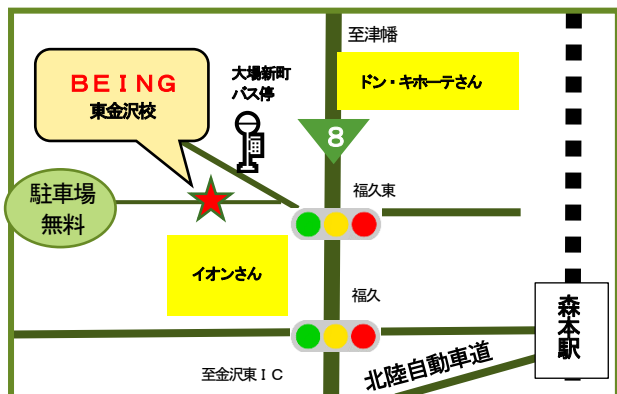 至津幡
ＢＥＩＮＧ
東金沢校
大場新町
バス停
ドン・キホーテさん
8
駐車場
無料
福久東
イオンさん
福久
森本駅
至金沢東ＩＣ
北陸自動車道